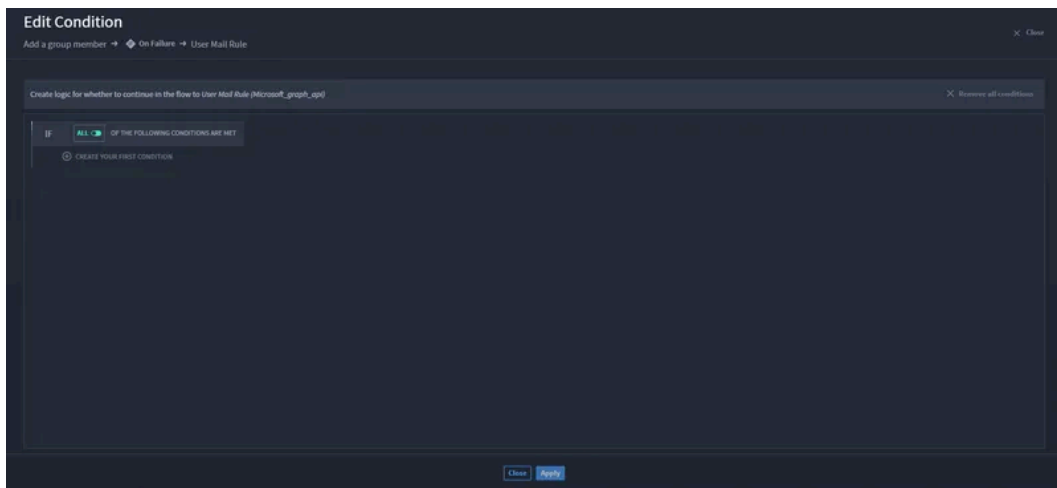 Edit Condition
Close
Add a group member → On Failure → User Mail Rule
Create logic for whether to continue in the flow to User Mail Rule (Microsoft_graph_api)
Remove all conditions
IF ALL OF THE FOLLOWING CONDITIONS ARE MET
CREATE YOUR FIRST CONDITION
Close Apply